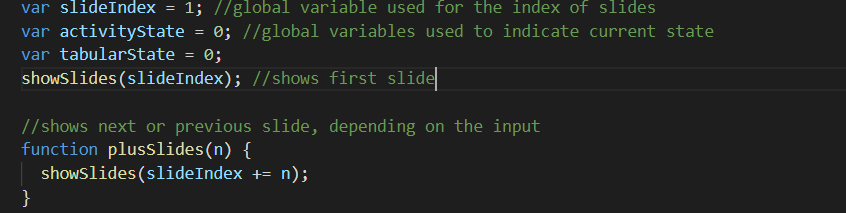 var slideIndex = 1; //global variable used for the index of slides
var activityState = 0; //global variables used to indicate current state
var tabularState = 0;
showSlides(slideIndex); //shows first slide
//shows next or previous slide, depending on the input
function plusSlides(n) {
showSlides(slideIndex += n);
}